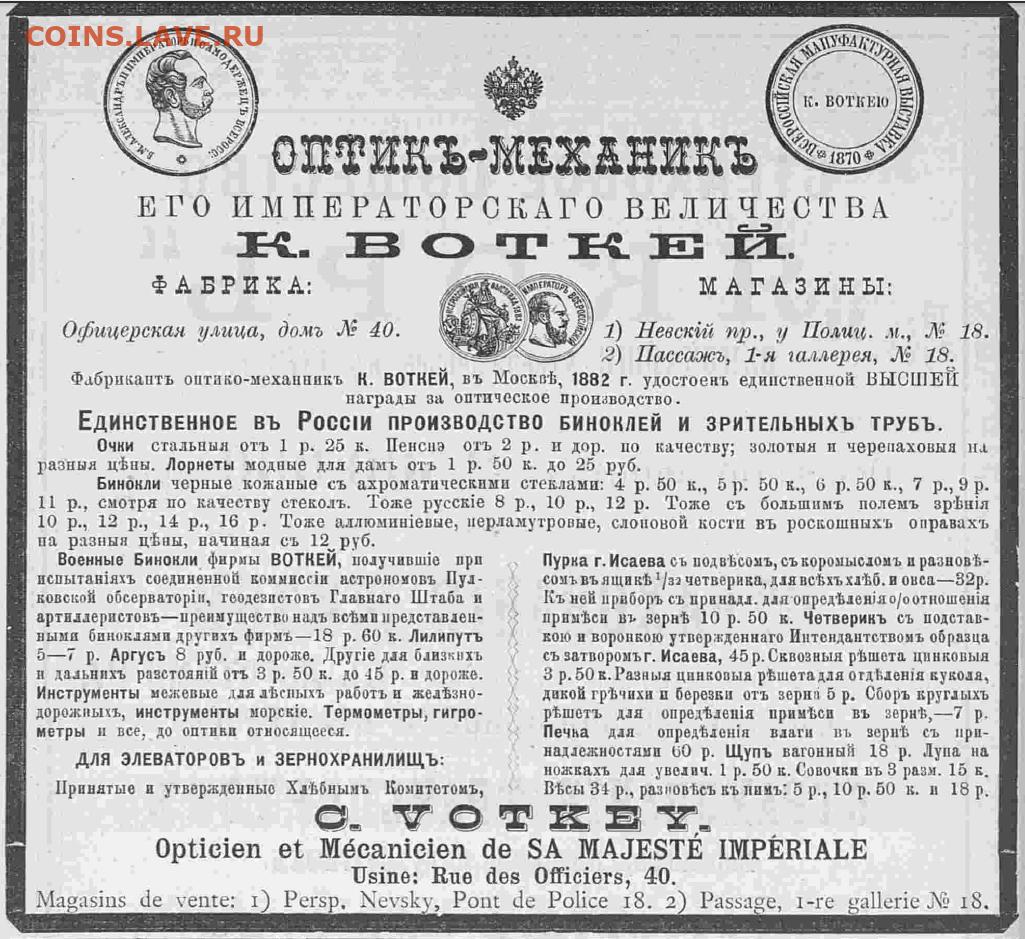 COINS.LAVE.RU
Б. М. АЛЕКСАНДРЪ II ИМПЕРАТОРЪ И САМОДЕРЖЕЦЪ ВСЕРОСС.
ВСЕРОССІЙСКАЯ МАНУФАКТУРНАЯ ВЫСТАВКА
К. ВОТКЕЮ
1870
ОПТИКЪ-МЕХАНИКЪ
ЕГО ИМПЕРАТОРСКАГО ВЕЛИЧЕСТВА
К. ВОТКЕЙ.
ФАБРИКА:
Офицерская улица, домъ № 40.
МАГАЗИНЫ:
1) Невскій пр., у Полиц. м., № 18.
2) Пассажъ, 1-я галлерея, № 18.
Фабрикантъ оптико-механникъ К. ВОТКЕЙ, въ Москвѣ, 1882 г. удостоенъ единственной ВЫСШЕЙ
награды за оптическое производство.
ЕДИНСТВЕННОЕ ВЪ РОССІИ ПРОИЗВОДСТВО БИНОКЛЕЙ И ЗРИТЕЛЬНЫХЪ ТРУБЪ.
Очки стальныя отъ 1 р. 25 к. Пенснэ отъ 2 р. и дор. по качеству; золотыя и черепаховыя на
разныя цѣны. Лорнеты модные для дамъ отъ 1 р. 50 к. до 25 руб.
Бинокли черные кожаные съ ахроматическими стеклами: 4 р. 50 к., 5 р. 50 к., 6 р. 50 к., 7 р., 9 р.
11 р., смотря по качеству стеколъ. Тоже русскіе 8 р., 10 р., 12 р. Тоже съ большимъ полемъ зрѣнія
10 р., 12 р., 14 р., 16 р. Тоже аллюминіевые, перламутровые, слоновой кости въ роскошныхъ оправахъ
на разныя цѣны, начиная съ 12 руб.
Военные Бинокли фирмы ВОТКЕЙ, получившіе при
испытаніяхъ соединенной коммиссіи астрономовъ Пул-
ковской обсерваторіи, геодезистовъ Главнаго Штаба и
артиллеристовъ—преимущество надъ всѣми представлен-
ными биноклями другихъ фирмъ—18 р. 60 к. Лилипутъ
5—7 р. Аргусъ 8 руб. и дороже. Другіе для близкихъ
и дальнихъ разстояній отъ 3 р. 50 к. до 45 р. и дороже.
Инструменты межевые для лѣсныхъ работъ и желѣзно-
дорожныхъ, инструменты морскіе. Термометры, гигро-
метры и все, до оптики относящееся.
ДЛЯ ЭЛЕВАТОРОВЪ и ЗЕРНОХРАНИЛИЩЪ:
Принятые и утвержденные Хлѣбнымъ Комитетомъ,
Пурка г. Исаева съ подвѣсомъ, съ коромысломъ и разновѣ-
сомъ въ ящикѣ 1/32 четверика, для всѣхъ хлѣб. и овса—32 р.
Къ ней приборъ съ принадл. для опредѣленія о/о отношенія
примѣси въ зернѣ 10 р. 50 к. Четверикъ съ подстав-
кою и воронкою утвержденнаго Интендантствомъ образца
съ затворомъ г. Исаева, 45 р. Сквозныя рѣшета цинковыя
3 р. 50 к. Разныя цинковыя рѣшета для отдѣленія куколя,
дикой гречихи и березки отъ зерна 5 р. Сборъ круглыхъ
рѣшетъ для опредѣленія примѣси въ зернѣ,—7 р.
Печка для опредѣленія влаги въ зернѣ съ при-
надлежностями 60 р. Щупъ вагонный 18 р. Лупа на
ножкахъ для увелич. 1 р. 50 к. Совочки въ 3 разм. 15 к.
Вѣсы 34 р., разновѣсъ къ нимъ: 5 р., 10 р. 50 к. и 18 р.
C. VOTKEY.
Opticien et Mécanicien de SA MAJESTÉ IMPÉRIALE
Usine: Rue des Officiers, 40.
Magasins de vente: 1) Persp. Nevsky, Pont de Police 18. 2) Passage, 1-re gallerie № 18.